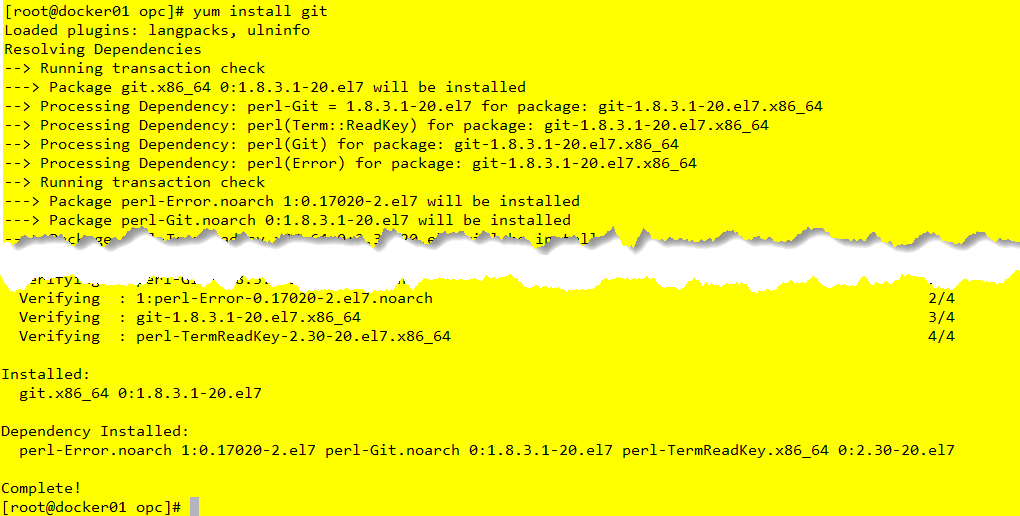 [root@docker01 opc]# yum install git
Loaded plugins: langpacks, ulninfo
Resolving Dependencies
--> Running transaction check
---> Package git.x86_64 0:1.8.3.1-20.el7 will be installed
--> Processing Dependency: perl-Git = 1.8.3.1-20.el7 for package: git-1.8.3.1-20.el7.x86_64
--> Processing Dependency: perl(Term::ReadKey) for package: git-1.8.3.1-20.el7.x86_64
--> Processing Dependency: perl(Git) for package: git-1.8.3.1-20.el7.x86_64
--> Processing Dependency: perl(Error) for package: git-1.8.3.1-20.el7.x86_64
--> Running transaction check
---> Package perl-Error.noarch 1:0.17020-2.el7 will be installed
---> Package perl-Git.noarch 0:1.8.3.1-20.el7 will be installed
Package
Verifying
Verifying  : 1:perl-Error-0.17020-2.el7.noarch 2/4
Verifying  : git-1.8.3.1-20.el7.x86_64 3/4
Verifying  : perl-TermReadKey-2.30-20.el7.x86_64 4/4
Installed:
git.x86_64 0:1.8.3.1-20.el7
Dependency Installed:
perl-Error.noarch 1:0.17020-2.el7 perl-Git.noarch 0:1.8.3.1-20.el7 perl-TermReadKey.x86_64 0:2.30-20.el7
Complete!
[root@docker01 opc]#